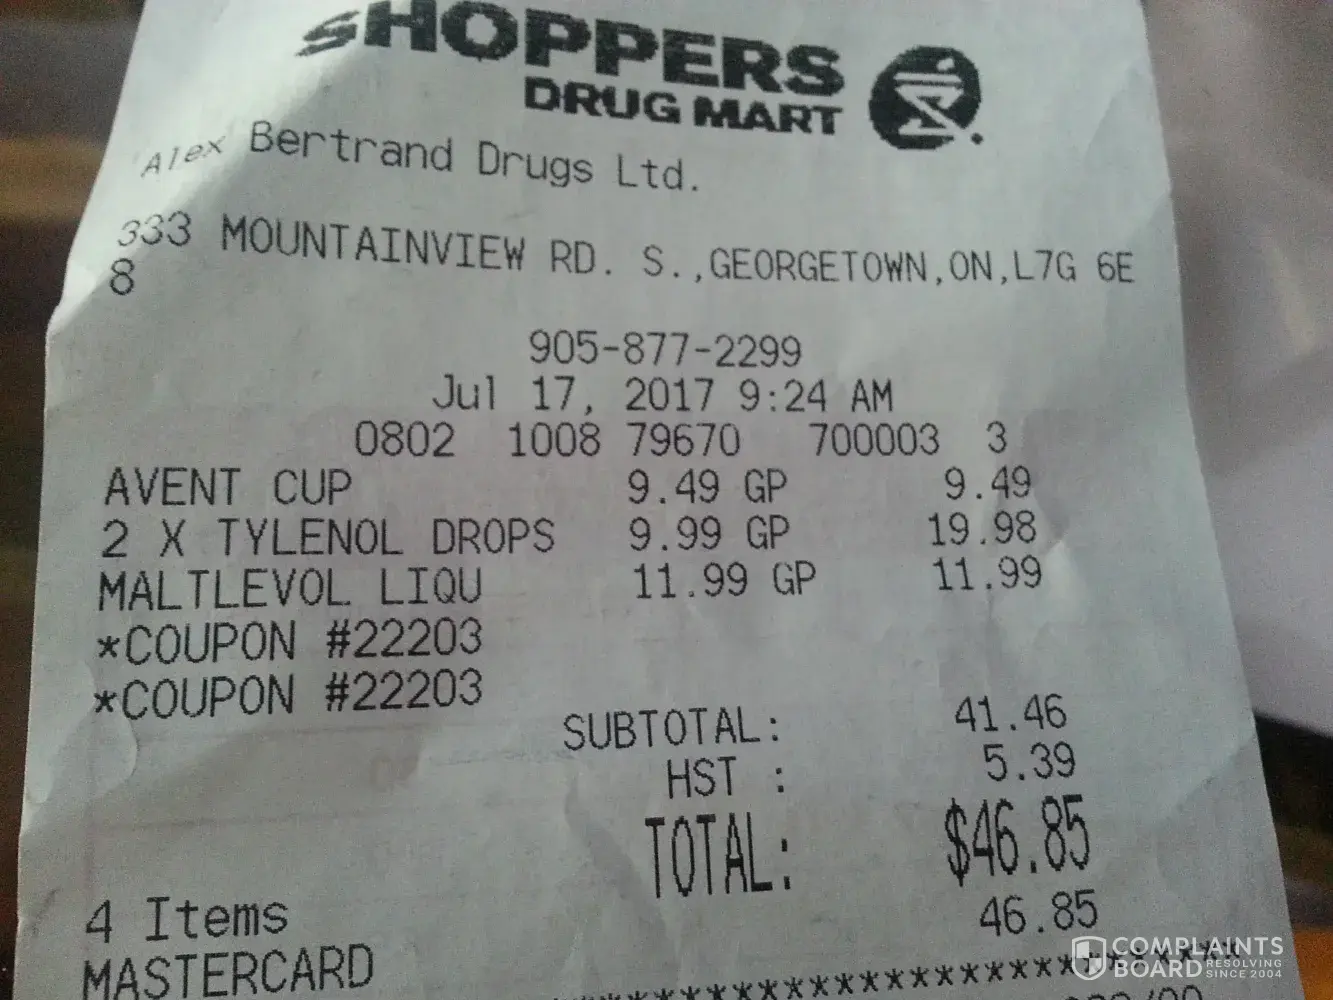 SHOPPERS
DRUG MART
Alex Bertrand Drugs Ltd.
333 MOUNTAINVIEW RD. S.,GEORGETOWN,ON,L7G 6E
8
905-877-2299
Jul 17, 2017 9:24 AM
0802 1008 79670 700003 3
AVENT CUP 9.49 GP 9.49
2 X TYLENOL DROPS 9.99 GP 19.98
MALTLEVOL LIQU 11.99 GP 11.99
*COUPON #22203
*COUPON #22203
SUBTOTAL: 41.46
HST : 5.39
TOTAL: $46.85
4 Items 46.85
MASTERCARD
COMPLAINTS
BOARD RESOLVING
SINCE 2004